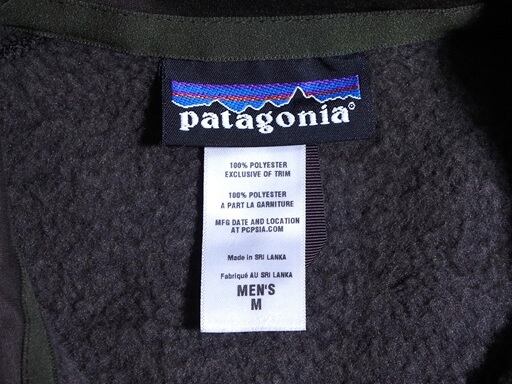 patagonia®
100% POLYESTER
EXCLUSIVE OF TRIM
100% POLYESTER
A PART LA GARNITURE
MFG DATE AND LOCATION
AT PCPSIA.COM
Made in SRI LANKA
Fabriqué AU SRI LANKA
MEN'S
M